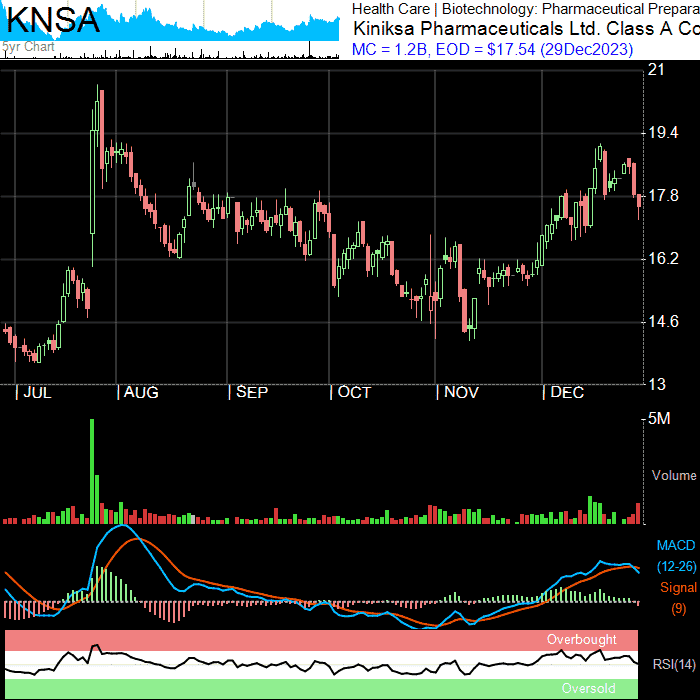 KNSA
5yr Chart
Health Care | Biotechnology: Pharmaceutical Prepara
Kiniksa Pharmaceuticals Ltd. Class A Co
MC = 1.2B, EOD = $17.54 (29Dec2023)
21
19.4
17.8
16.2
14.6
13
JUL AUG SEP OCT NOV DEC
5M
Volume
MACD
(12-26)
Signal
(9)
Overbought
RSI(14)
Oversold